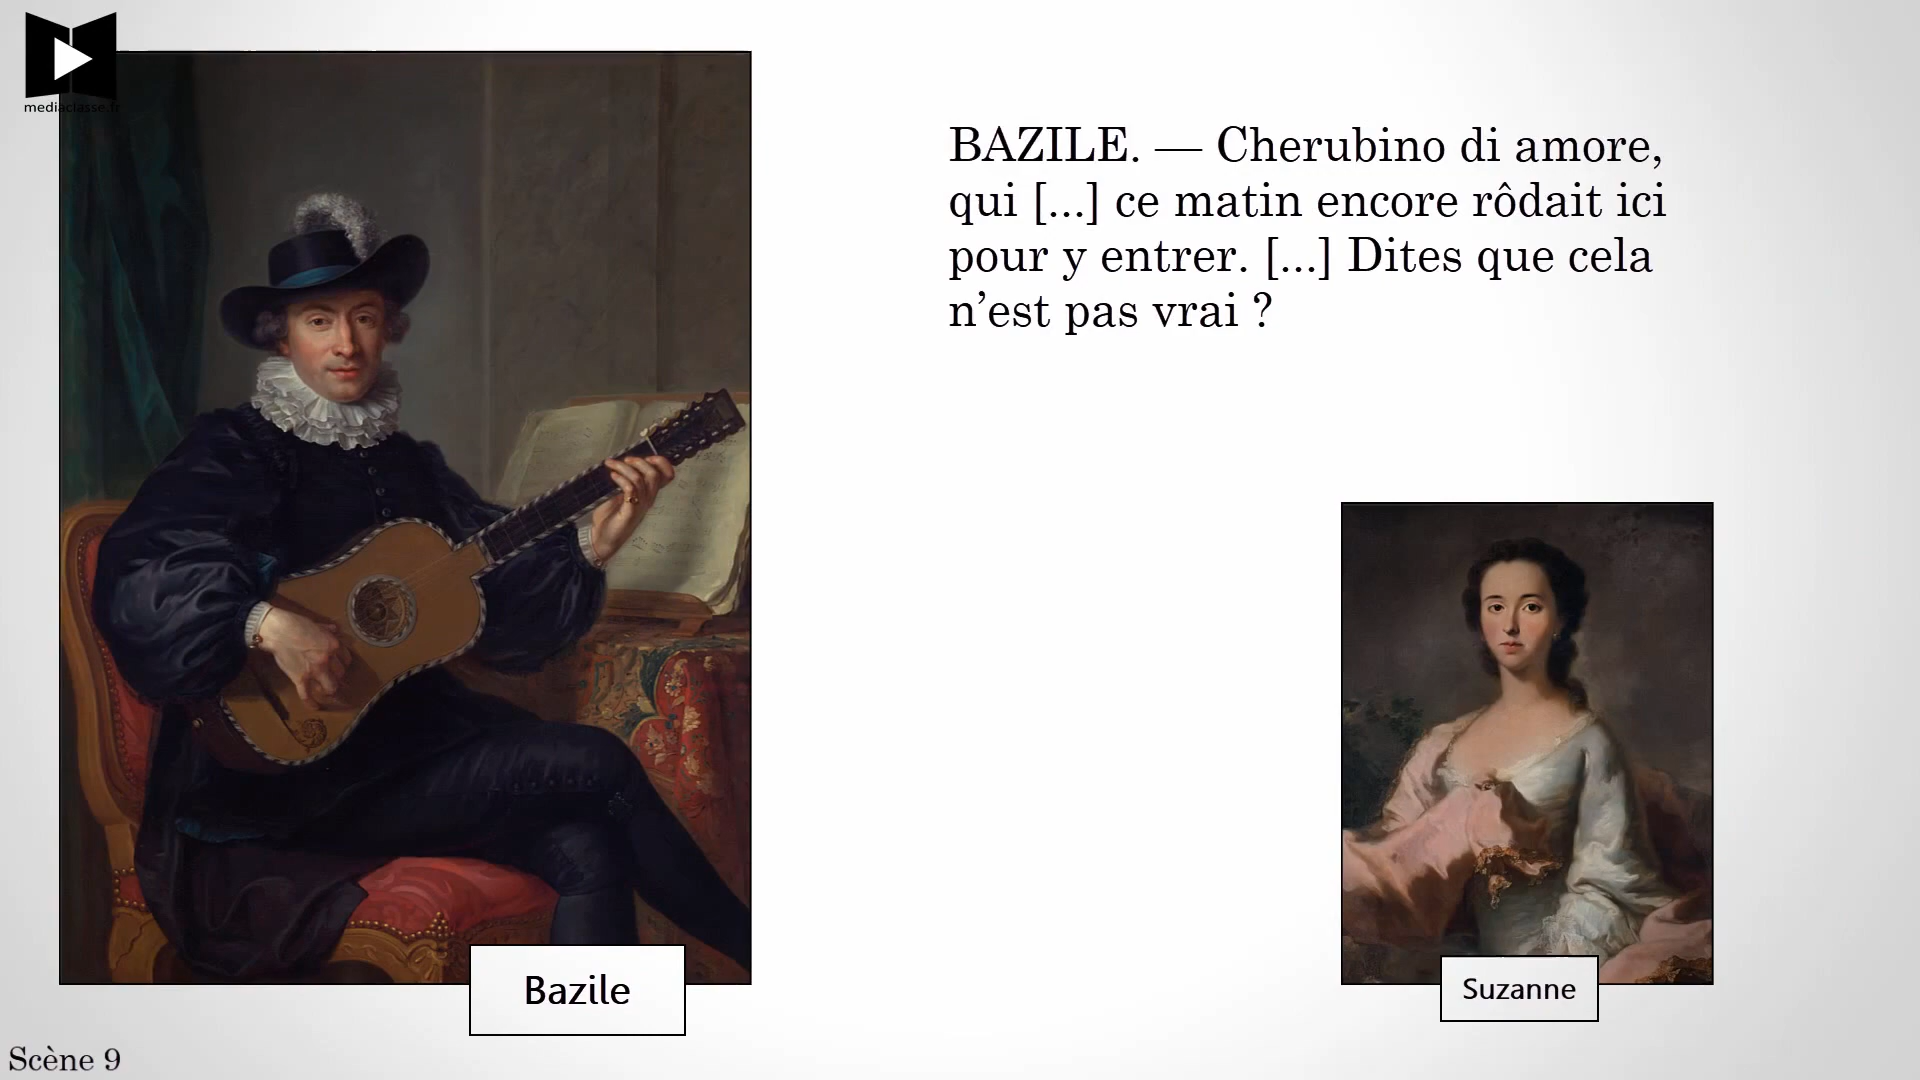 mediaclasse.fr
BAZILE. — Cherubino di amore,
qui [...] ce matin encore rôdait ici
pour y entrer. [...] Dites que cela
n’est pas vrai ?
Bazile
Suzanne
Scène 9